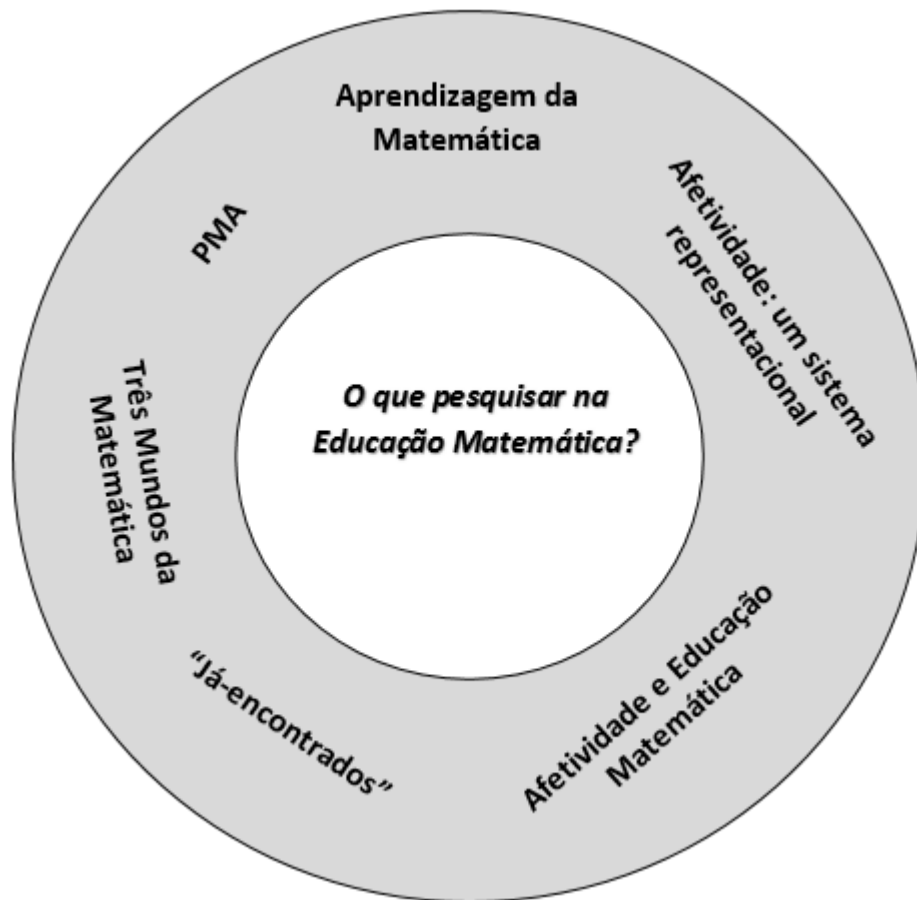 Aprendizagem da
Matemática
Afetividade: um sistema
representacional
Afetividade e Educação
Matemática
“Já-encontrados”
Três Mundos da
Matemática
PMA
O que pesquisar na
Educação Matemática?